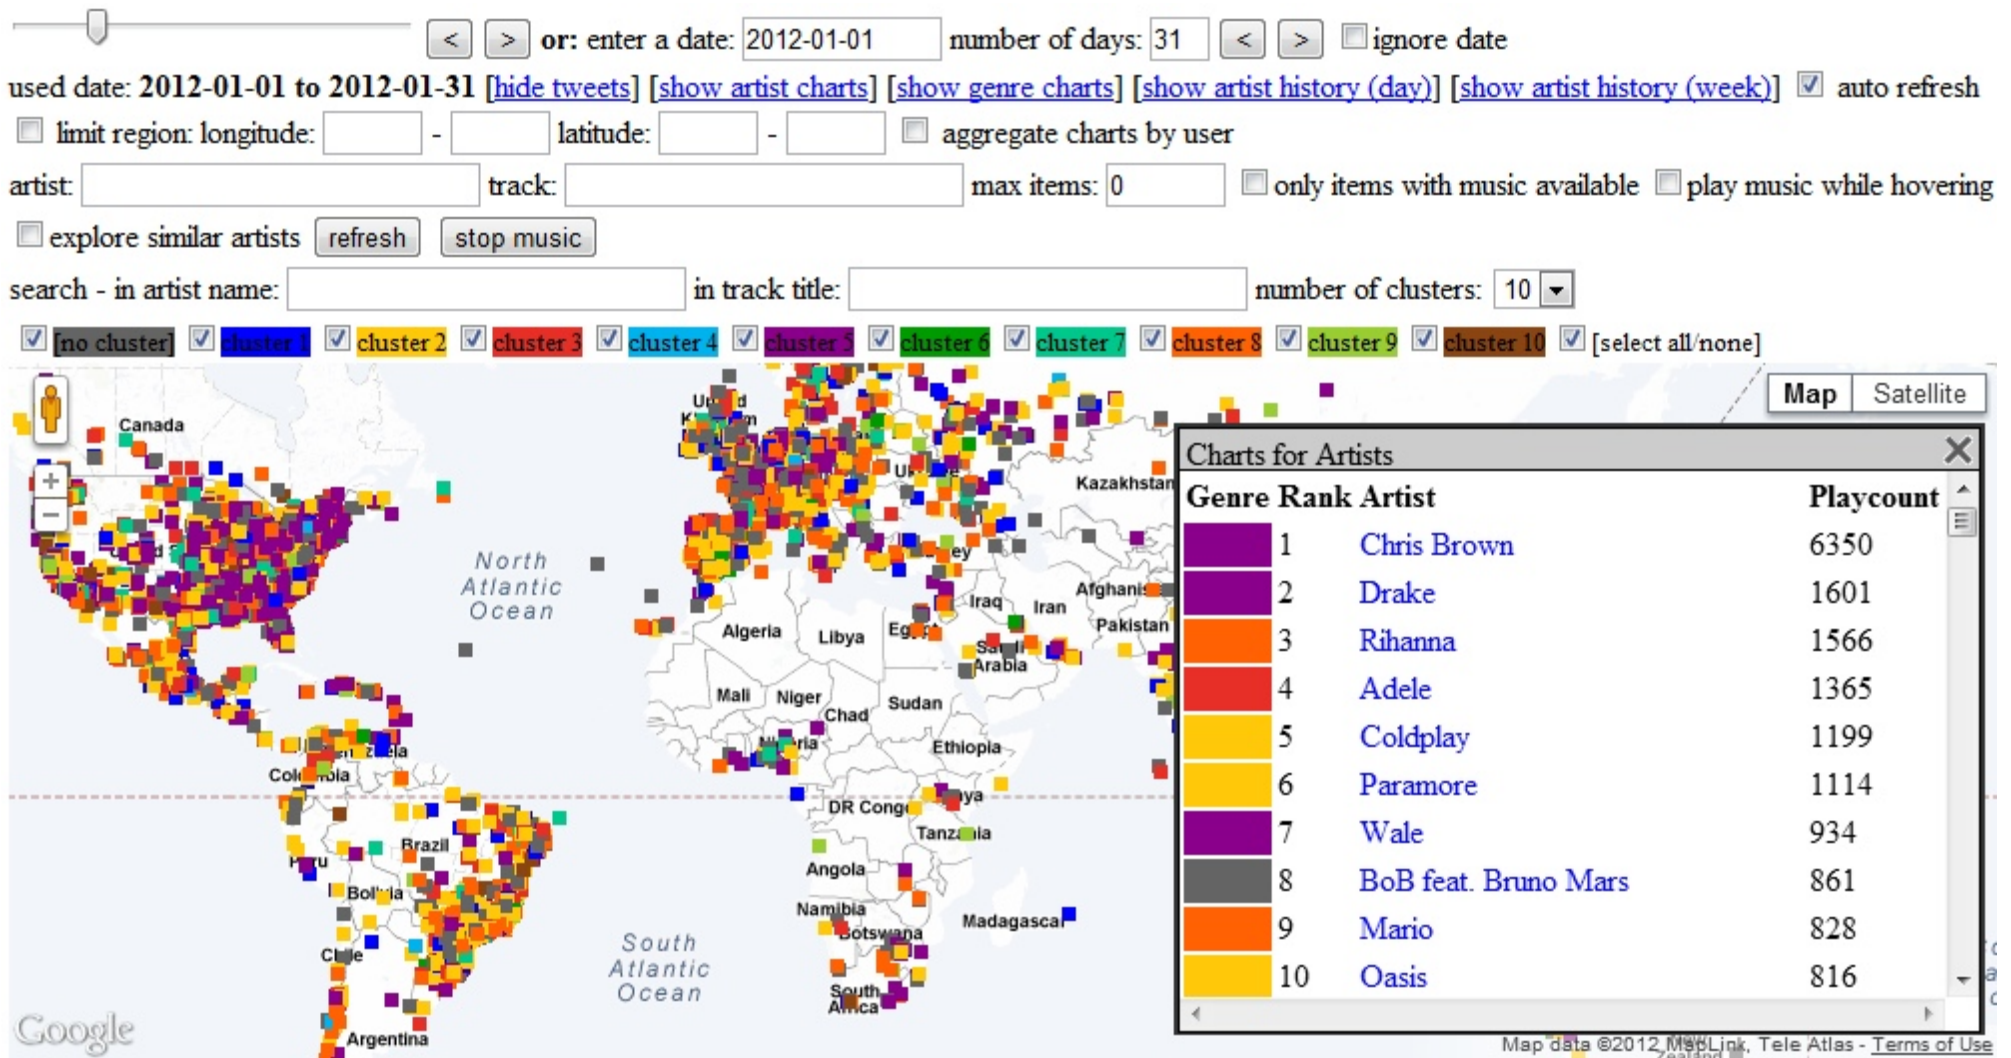 < > or: enter a date: 2012-01-01 number of days: 31 < > ignore date
used date: 2012-01-01 to 2012-01-31 [hide tweets] [show artist charts] [show genre charts] [show artist history (day)] [show artist history (week)] auto refresh
limit region: longitude: - latitude: - aggregate charts by user
artist: track: max items: 0 only items with music available play music while hovering
explore similar artists refresh stop music
search - in artist name: in track title: number of clusters: 10
[no cluster] cluster 1 cluster 2 cluster 3 cluster 4 cluster 5 cluster 6 cluster 7 cluster 8 cluster 9 cluster 10 [select all/none]
Map Satellite
Canada
+
−
Kazakhstan
North
Atlantic
Ocean
Iraq
Iran
Pakistan
Algeria
Libya
Arabia
Mali
Niger
Chad
Sudan
Ethiopia
Brazil
Angola
Namibia
Botswana
Madagascar
South
Atlantic
Ocean
South
Argentina
Google
Charts for Artists
Genre Rank Artist Playcount
1 Chris Brown 6350
2 Drake 1601
3 Rihanna 1566
4 Adele 1365
5 Coldplay 1199
6 Paramore 1114
7 Wale 934
8 BoB feat. Bruno Mars 861
9 Mario 828
10 Oasis 816
Map data ©2012 MapLink, Tele Atlas - Terms of Use